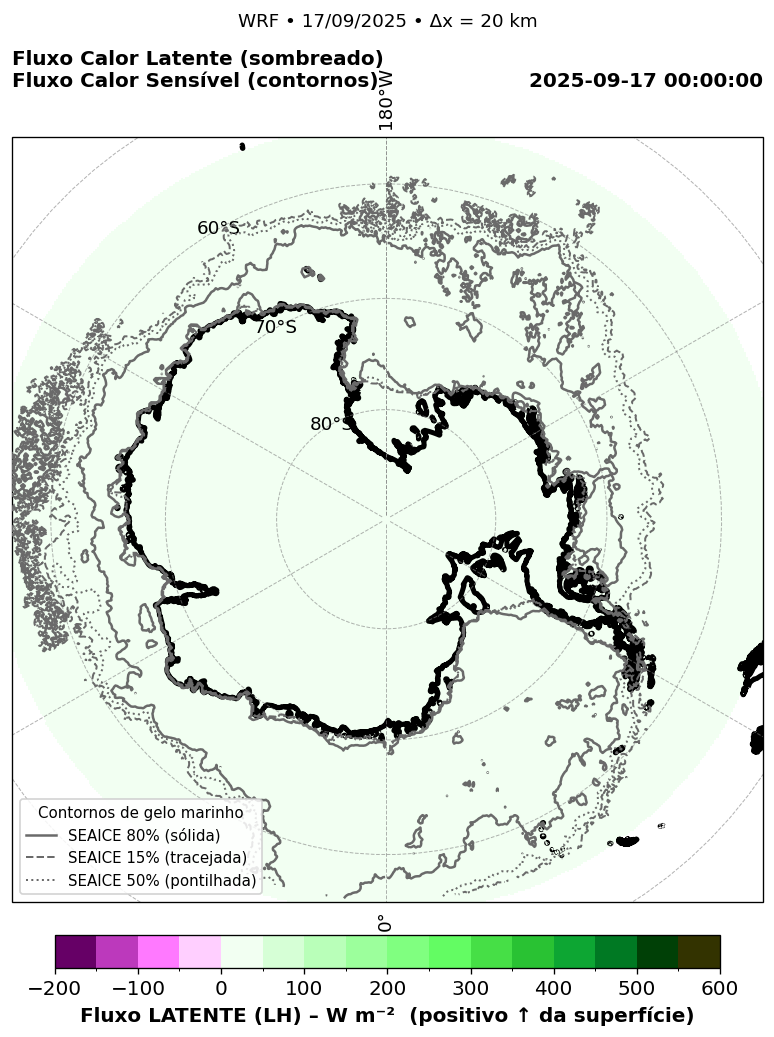 WRF • 17/09/2025 • Δx = 20 km
Fluxo Calor Latente (sombreado)
Fluxo Calor Sensível (contornos)
2025-09-17 00:00:00
180°W
60°S
70°S
80°S
Contornos de gelo marinho
SEAICE 80% (sólida)
SEAICE 15% (tracejada)
SEAICE 50% (pontilhada)
0°
−200 −100 0 100 200 300 400 500 600
Fluxo LATENTE (LH) – W m⁻² (positivo ↑ da superfície)